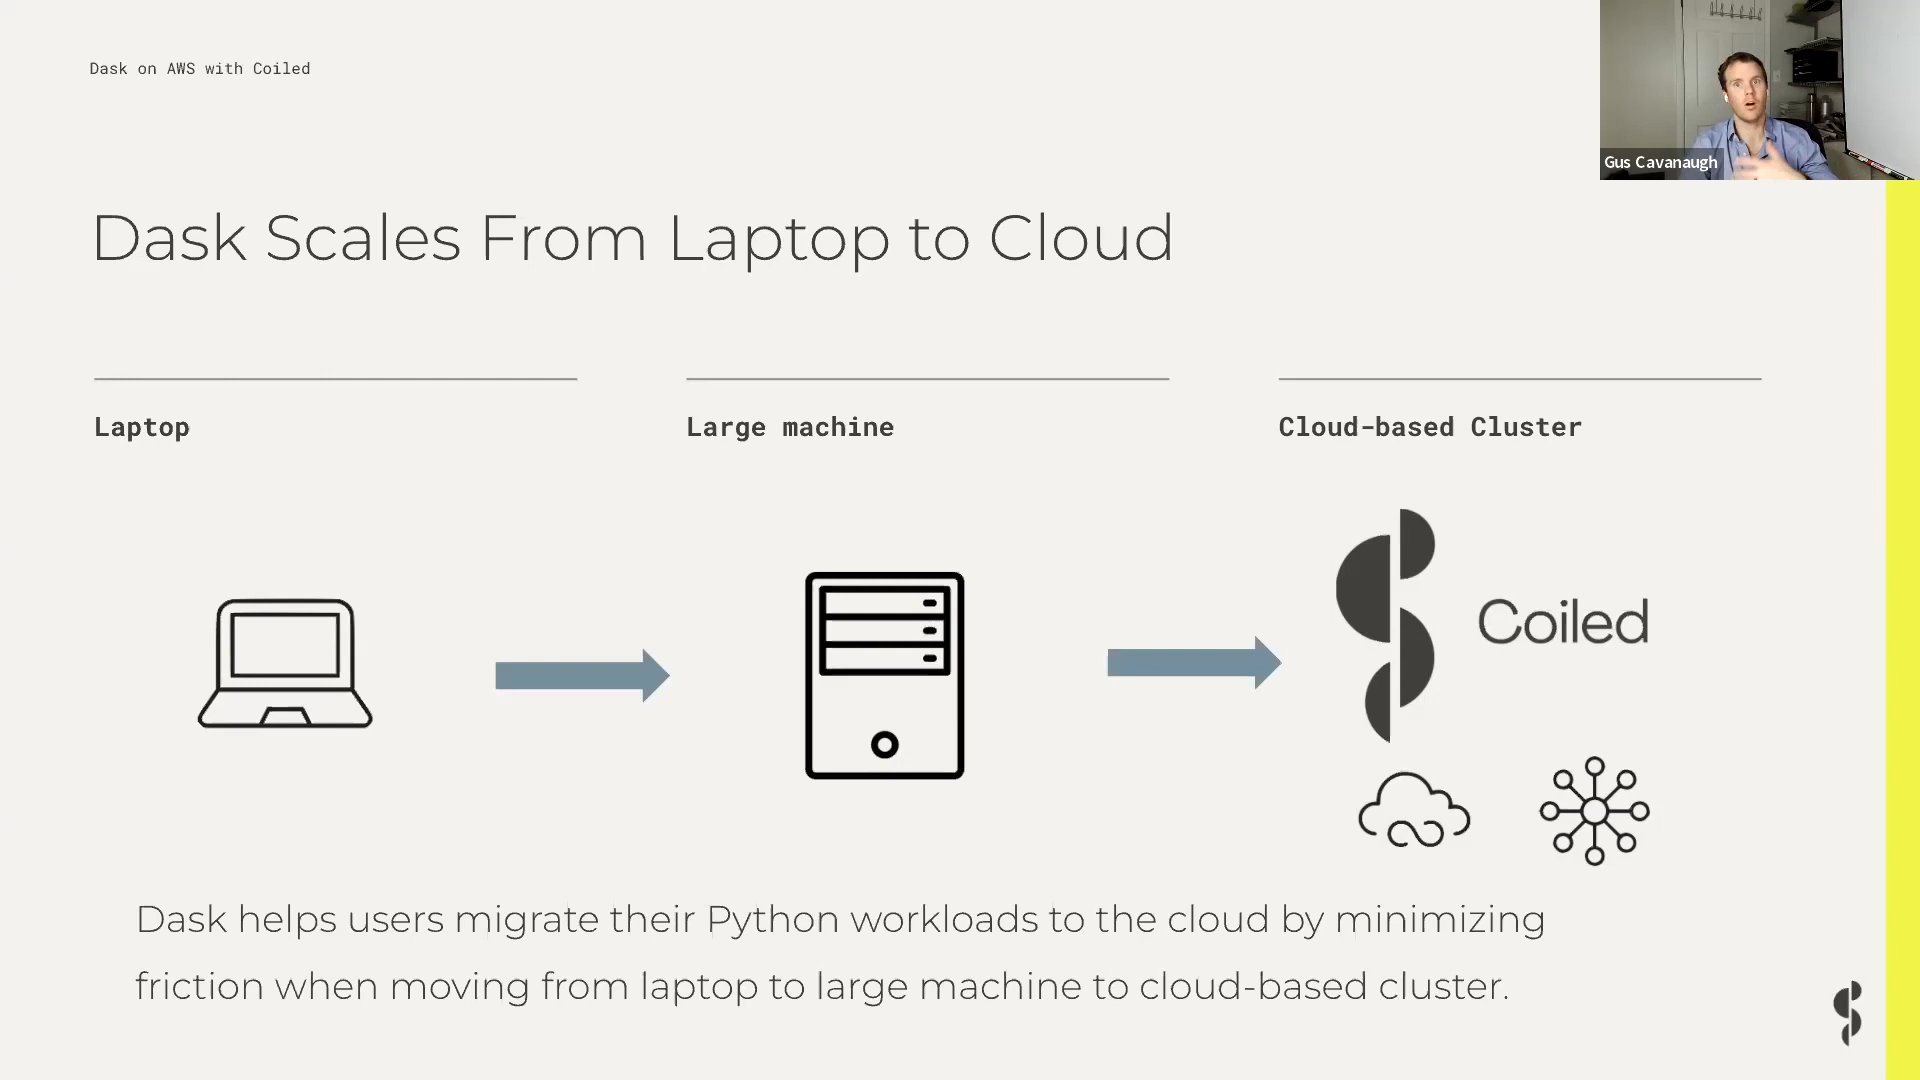 Dask on AWS with Coiled
Gus Cavanaugh
Dask Scales From Laptop to Cloud
Laptop
Large machine
Cloud-based Cluster
Coiled
Dask helps users migrate their Python workloads to the cloud by minimizing
friction when moving from laptop to large machine to cloud-based cluster.